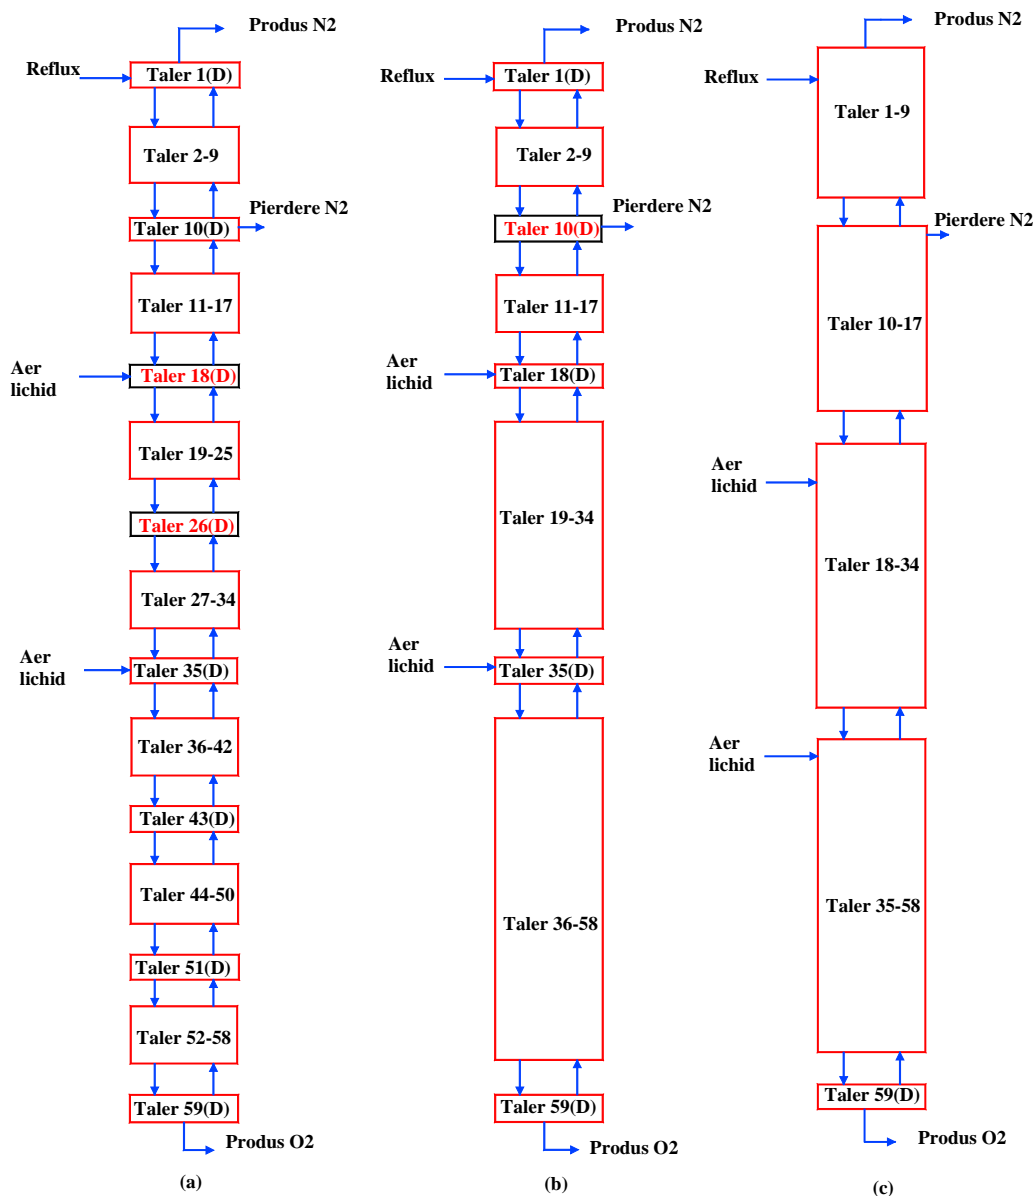 Produs N2
Reflux
Taler 1(D)
Taler 2-9
Pierdere N2
Taler 10(D)
Taler 11-17
Aer
lichid
Taler 18(D)
Taler 19-25
Taler 26(D)
Taler 27-34
Aer
lichid
Taler 35(D)
Taler 36-42
Taler 43(D)
Taler 44-50
Taler 51(D)
Taler 52-58
Taler 59(D)
Produs O2
(a)
Produs N2
Reflux
Taler 1(D)
Taler 2-9
Pierdere N2
Taler 10(D)
Taler 11-17
Aer
lichid
Taler 18(D)
Taler 19-34
Aer
lichid
Taler 35(D)
Taler 36-58
Taler 59(D)
Produs O2
(b)
Produs N2
Reflux
Taler 1-9
Pierdere N2
Taler 10-17
Aer
lichid
Taler 18-34
Aer
lichid
Taler 35-58
Taler 59(D)
Produs O2
(c)